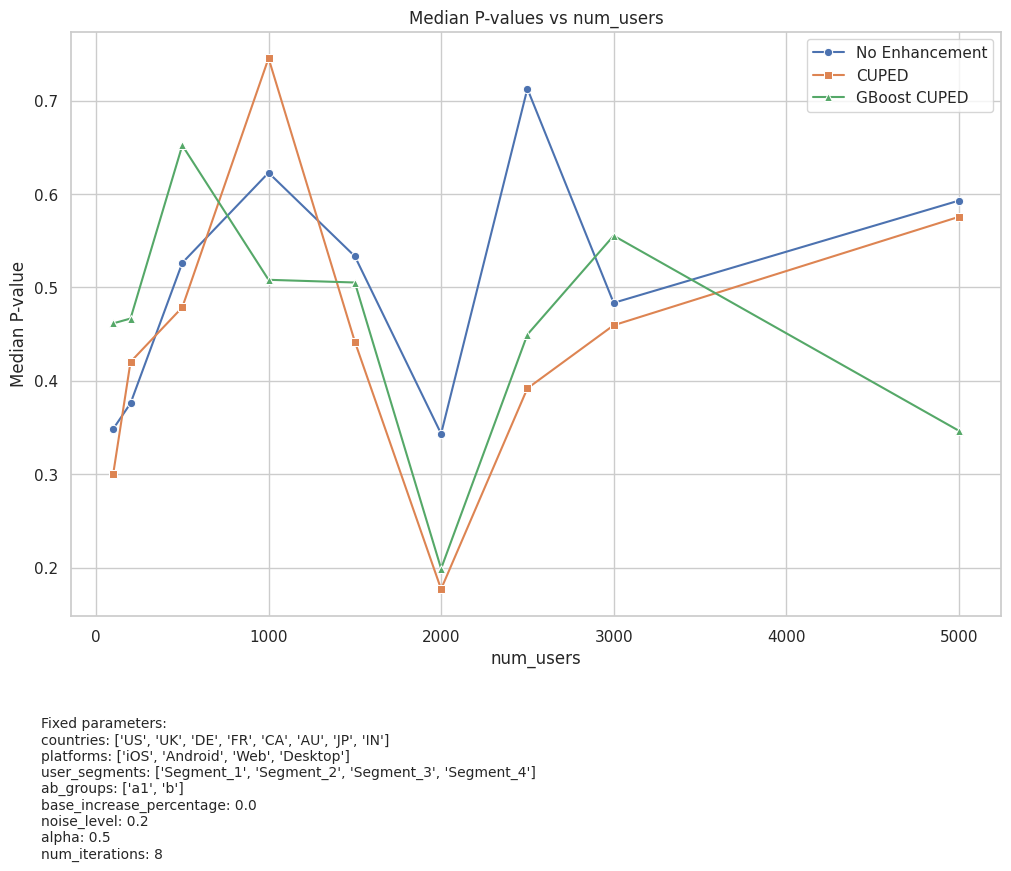 Median P-values vs num_users
No Enhancement
CUPED
GBoost CUPED
Median P-value
0.7
0.6
0.5
0.4
0.3
0.2
0
1000
2000
3000
4000
5000
num_users
Fixed parameters:
countries: ['US', 'UK', 'DE', 'FR', 'CA', 'AU', 'JP', 'IN']
platforms: ['iOS', 'Android', 'Web', 'Desktop']
user_segments: ['Segment_1', 'Segment_2', 'Segment_3', 'Segment_4']
ab_groups: ['a1', 'b']
base_increase_percentage: 0.0
noise_level: 0.2
alpha: 0.5
num_iterations: 8